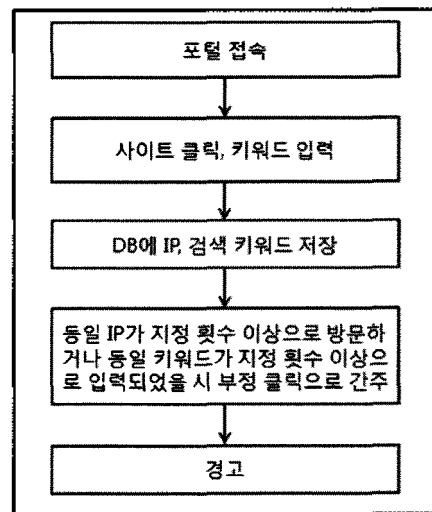 포털 접속
사이트 클릭, 키워드 입력
DB에 IP, 검색 키워드 저장
동일 IP가 지정 횟수 이상으로 방문하
거나 동일 키워드가 지정 횟수 이상으
로 입력되었을 시 부정 클릭으로 간주
경고